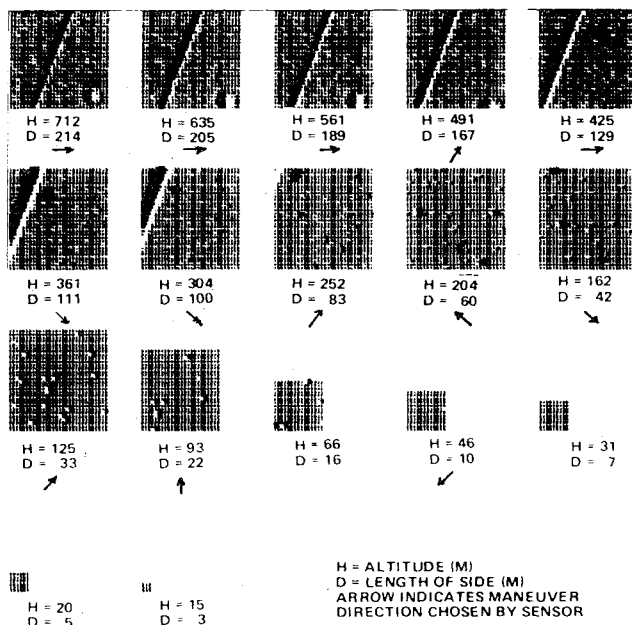 H = 712
D = 214
H = 635
D = 205
H = 561
D = 189
H = 491
D = 167
H = 425
D = 129
H = 361
D = 111
H = 304
D = 100
H = 252
D = 83
H = 204
D = 60
H = 162
D = 42
H = 125
D = 33
H = 93
D = 22
H = 66
D = 16
H = 46
D = 10
H = 31
D = 7
H = 20
D = 5
H = 15
D = 3
H = ALTITUDE (M)
D = LENGTH OF SIDE (M)
ARROW INDICATES MANEUVER
DIRECTION CHOSEN BY SENSOR